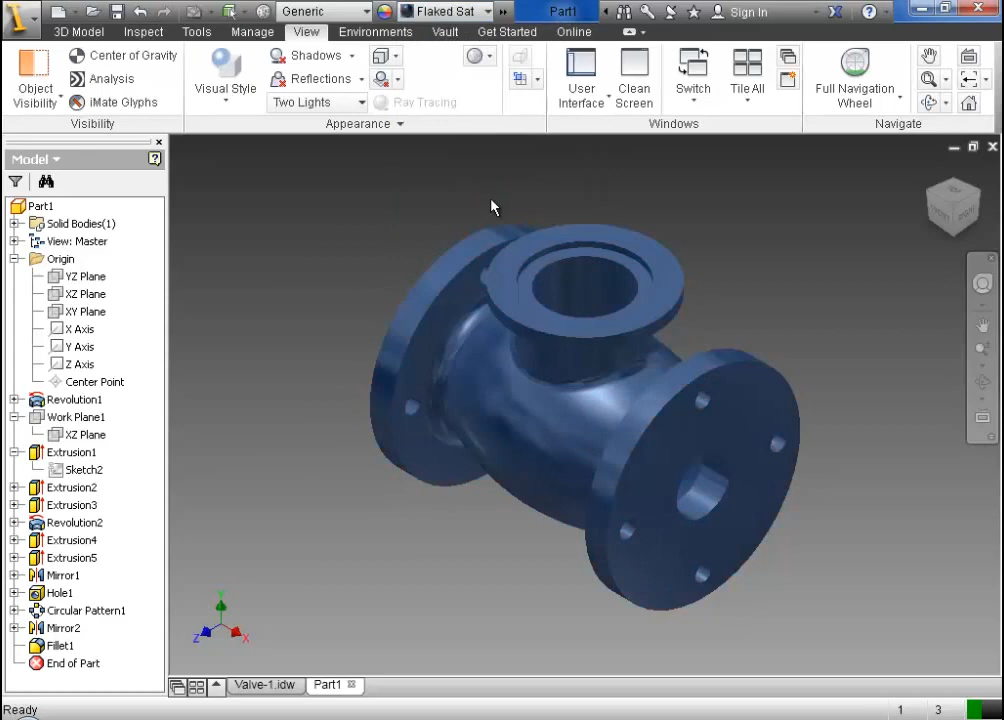 Generic
Flaked Sat
Part1
Sign In
3D Model
Inspect
Tools
Manage
View
Environments
Vault
Get Started
Online
Object
Visibility
Center of Gravity
Analysis
iMate Glyphs
Visibility
Visual Style
Shadows
Reflections
Two Lights
Ray Tracing
Appearance
User
Interface
Clean
Screen
Switch
Tile All
Windows
Full Navigation
Wheel
Navigate
Model
Part1
Solid Bodies(1)
View: Master
Origin
YZ Plane
XZ Plane
XY Plane
X Axis
Y Axis
Z Axis
Center Point
Revolution1
Work Plane1
XZ Plane
Extrusion1
Sketch2
Extrusion2
Extrusion3
Revolution2
Extrusion4
Extrusion5
Mirror1
Hole1
Circular Pattern1
Mirror2
Fillet1
End of Part
Y
Z
X
Valve-1.idw
Part1
Ready
1
3